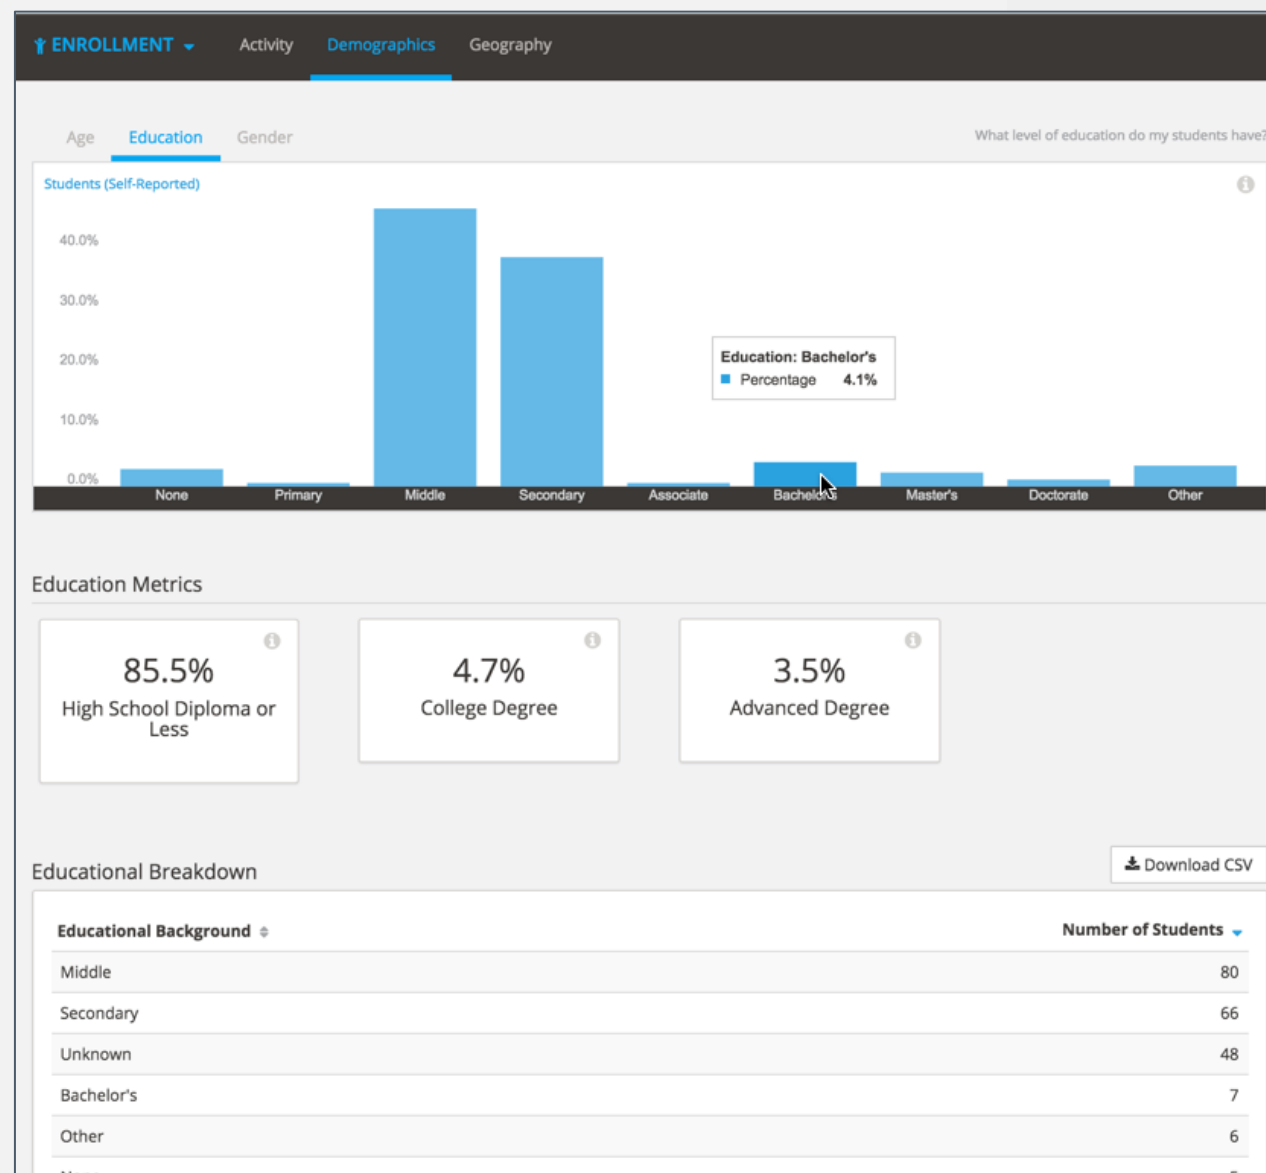 ENROLLMENT Activity Demographics Geography
Age Education Gender What level of education do my students have?
Students (Self-Reported)
40.0%
30.0%
20.0%
10.0%
0.0%
Education: Bachelor's
Percentage 4.1%
None Primary Middle Secondary Associate Bachelor's Master's Doctorate Other
Education Metrics
85.5%
High School Diploma or
Less
4.7%
College Degree
3.5%
Advanced Degree
Educational Breakdown
Download CSV
Educational Background Number of Students
Middle 80
Secondary 66
Unknown 48
Bachelor's 7
Other 6